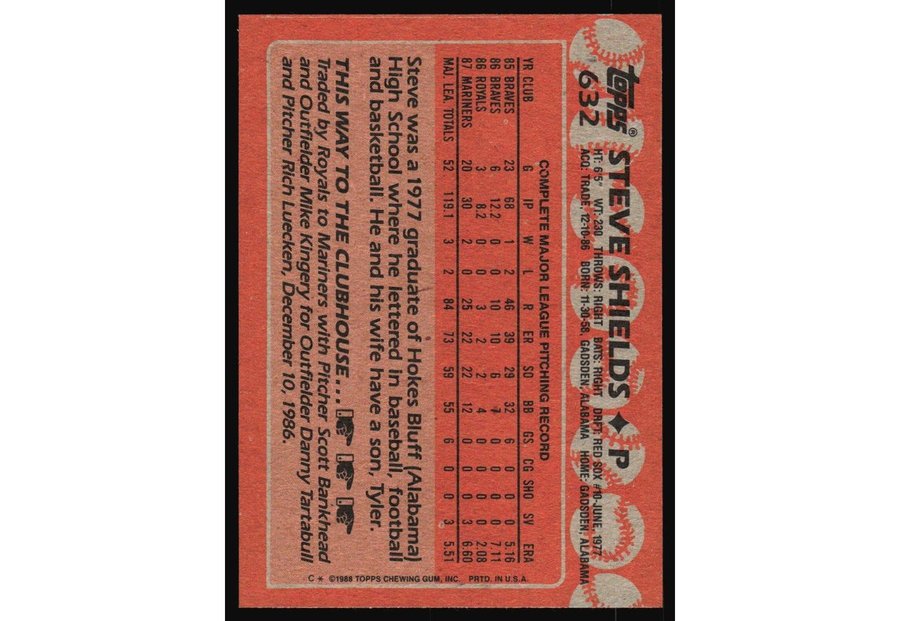 topps® STEVE SHIELDS ✦ P
632 HT: 6'5" WT: 230 THROWS: RIGHT BATS: RIGHT DRFT: RED SOX #10-JUNE, 1977
ACQ: TRADE, 12-10-86 BORN: 11-30-58, GADSDEN, ALABAMA HOME: GADSDEN, ALABAMA
COMPLETE MAJOR LEAGUE PITCHING RECORD
YR CLUB G IP W L R ER SO BB GS CG SHO SV ERA
85 BRAVES 23 68 1 2 46 39 29 32 6 0 0 0 5.16
86 BRAVES 6 12.2 0 0 10 10 6 7 0 0 0 0 7.11
86 ROYALS 3 8.2 0 0 3 2 2 4 0 0 0 0 2.08
87 MARINERS 20 30 2 0 25 22 22 12 0 0 0 3 6.60
MAJ. LEA. TOTALS 52 119.1 3 2 84 73 59 55 6 0 0 3 5.51
Steve was a 1977 graduate of Hokes Bluff (Alabama)
High School where he lettered in baseball, football
and basketball. He and his wife have a son, Tyler.
THIS WAY TO THE CLUBHOUSE...
Traded by Royals to Mariners with Pitcher Scott Bankhead
and Outfielder Mike Kingery for Outfielder Danny Tartabull
and Pitcher Rich Luecken, December 10, 1986.
C * ©1988 TOPPS CHEWING GUM, INC. PRTD. IN U.S.A.